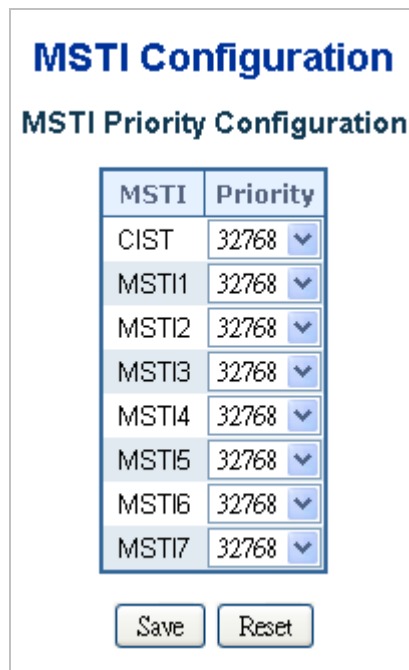 MSTI Configuration
MSTI Priority Configuration
MSTI Priority
CIST 32768
MSTI1 32768
MSTI2 32768
MSTI3 32768
MSTI4 32768
MSTI5 32768
MSTI6 32768
MSTI7 32768
Save Reset